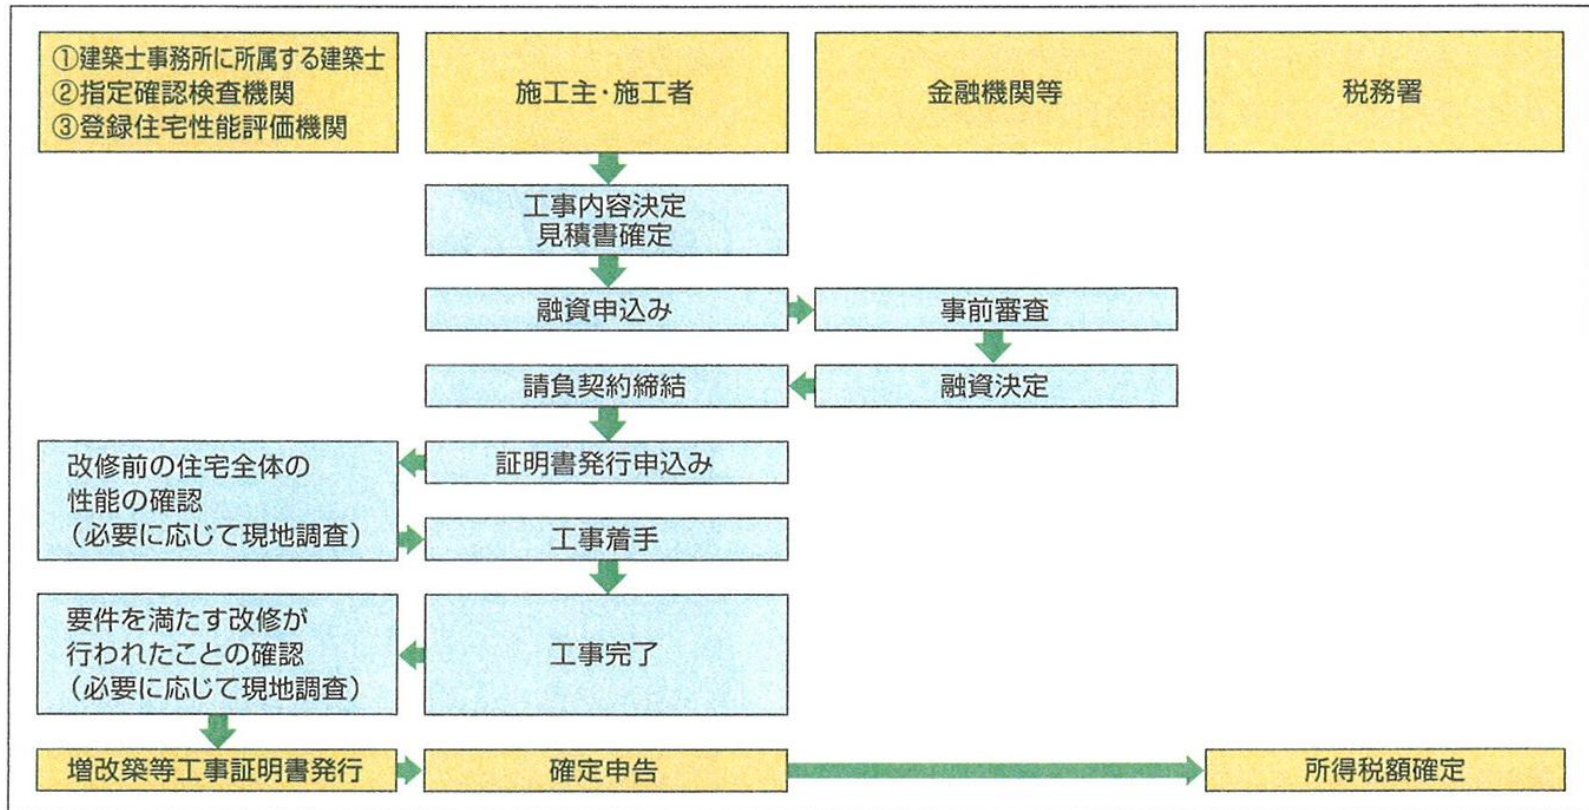 ①建築士事務所に所属する建築士
②指定確認検査機関
③登録住宅性能評価機関
施工主・施工者
金融機関等
税務署
工事内容決定
見積書確定
融資申込み
事前審査
請負契約締結
融資決定
改修前の住宅全体の
性能の確認
（必要に応じて現地調査）
証明書発行申込み
工事着手
要件を満たす改修が
行われたことの確認
（必要に応じて現地調査）
工事完了
増改築等工事証明書発行
確定申告
所得税額確定